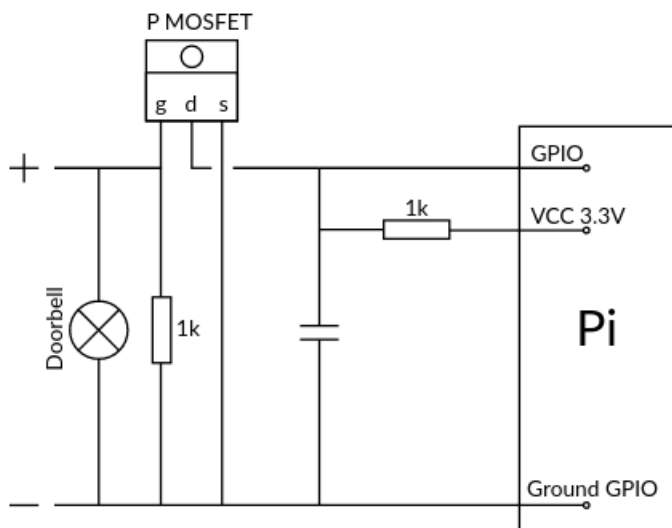 P MOSFET
g d s
+
GPIO
1k
VCC 3.3V
Doorbell
1k
Pi
Ground GPIO
—